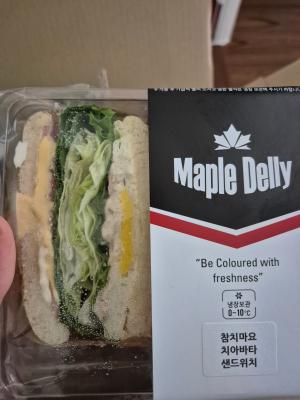 Maple Delly
"Be Coloured with
freshness"
냉장보관
0~10℃
참치마요
치아바타
샌드위치